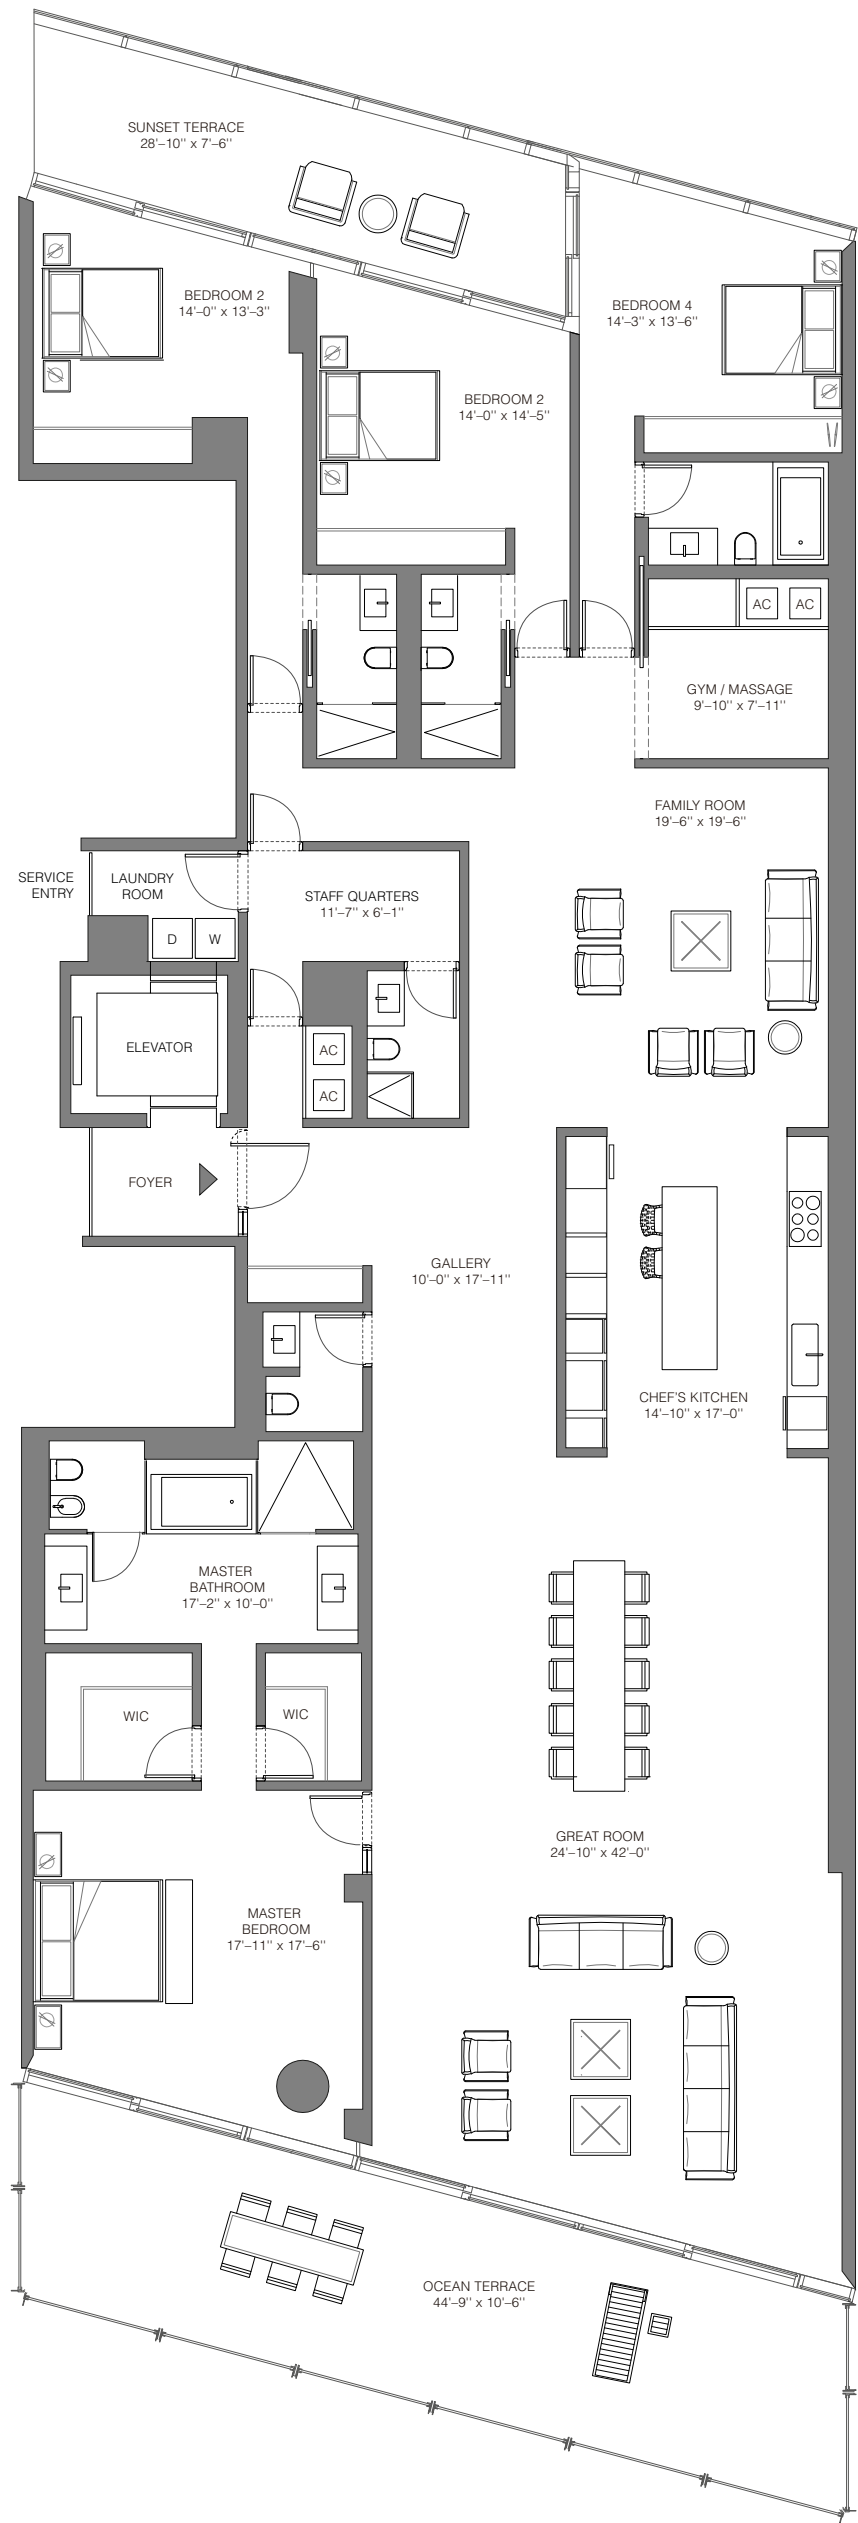 SUNSET TERRACE
28'–10'' x 7'–6''
BEDROOM 2
14'–0'' x 13'–3''
BEDROOM 4
14'–3'' x 13'–6''
BEDROOM 2
14'–0'' x 14'–5''
AC
AC
GYM / MASSAGE
9'–10'' x 7'–11''
FAMILY ROOM
19'–6'' x 19'–6''
SERVICE
ENTRY
LAUNDRY
ROOM
STAFF QUARTERS
11'–7'' x 6'–1''
D
W
ELEVATOR
AC
AC
FOYER
GALLERY
10'–0'' x 17'–11''
CHEF'S KITCHEN
14'–10'' x 17'–0''
MASTER
BATHROOM
17'–2'' x 10'–0''
WIC
WIC
GREAT ROOM
24'–10'' x 42'–0''
MASTER
BEDROOM
17'–11'' x 17'–6''
OCEAN TERRACE
44'–9'' x 10'–6''